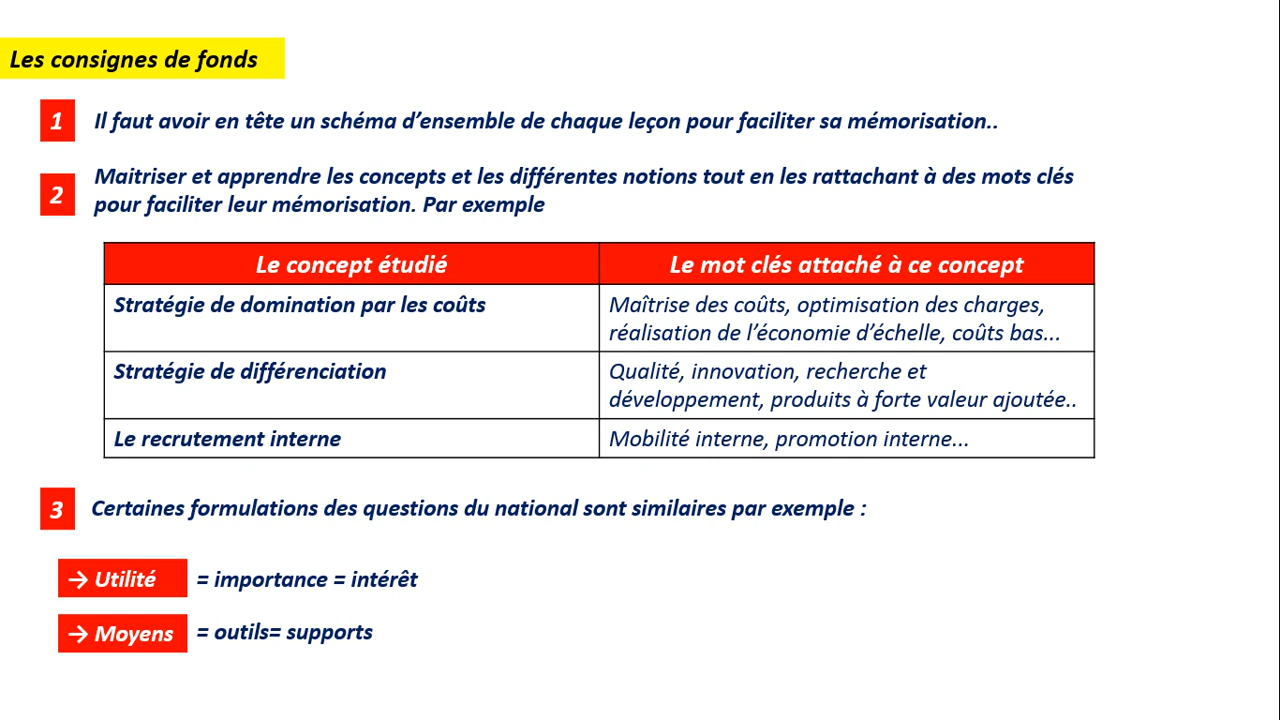 Les consignes de fonds
1 Il faut avoir en tête un schéma d’ensemble de chaque leçon pour faciliter sa mémorisation..
2 Maitriser et apprendre les concepts et les différentes notions tout en les rattachant à des mots clés
pour faciliter leur mémorisation. Par exemple
Le concept étudié Le mot clés attaché à ce concept
Stratégie de domination par les coûts Maîtrise des coûts, optimisation des charges,
réalisation de l’économie d’échelle, coûts bas...
Stratégie de différenciation Qualité, innovation, recherche et
développement, produits à forte valeur ajoutée..
Le recrutement interne Mobilité interne, promotion interne...
3 Certaines formulations des questions du national sont similaires par exemple :
→ Utilité = importance = intérêt
→ Moyens = outils= supports